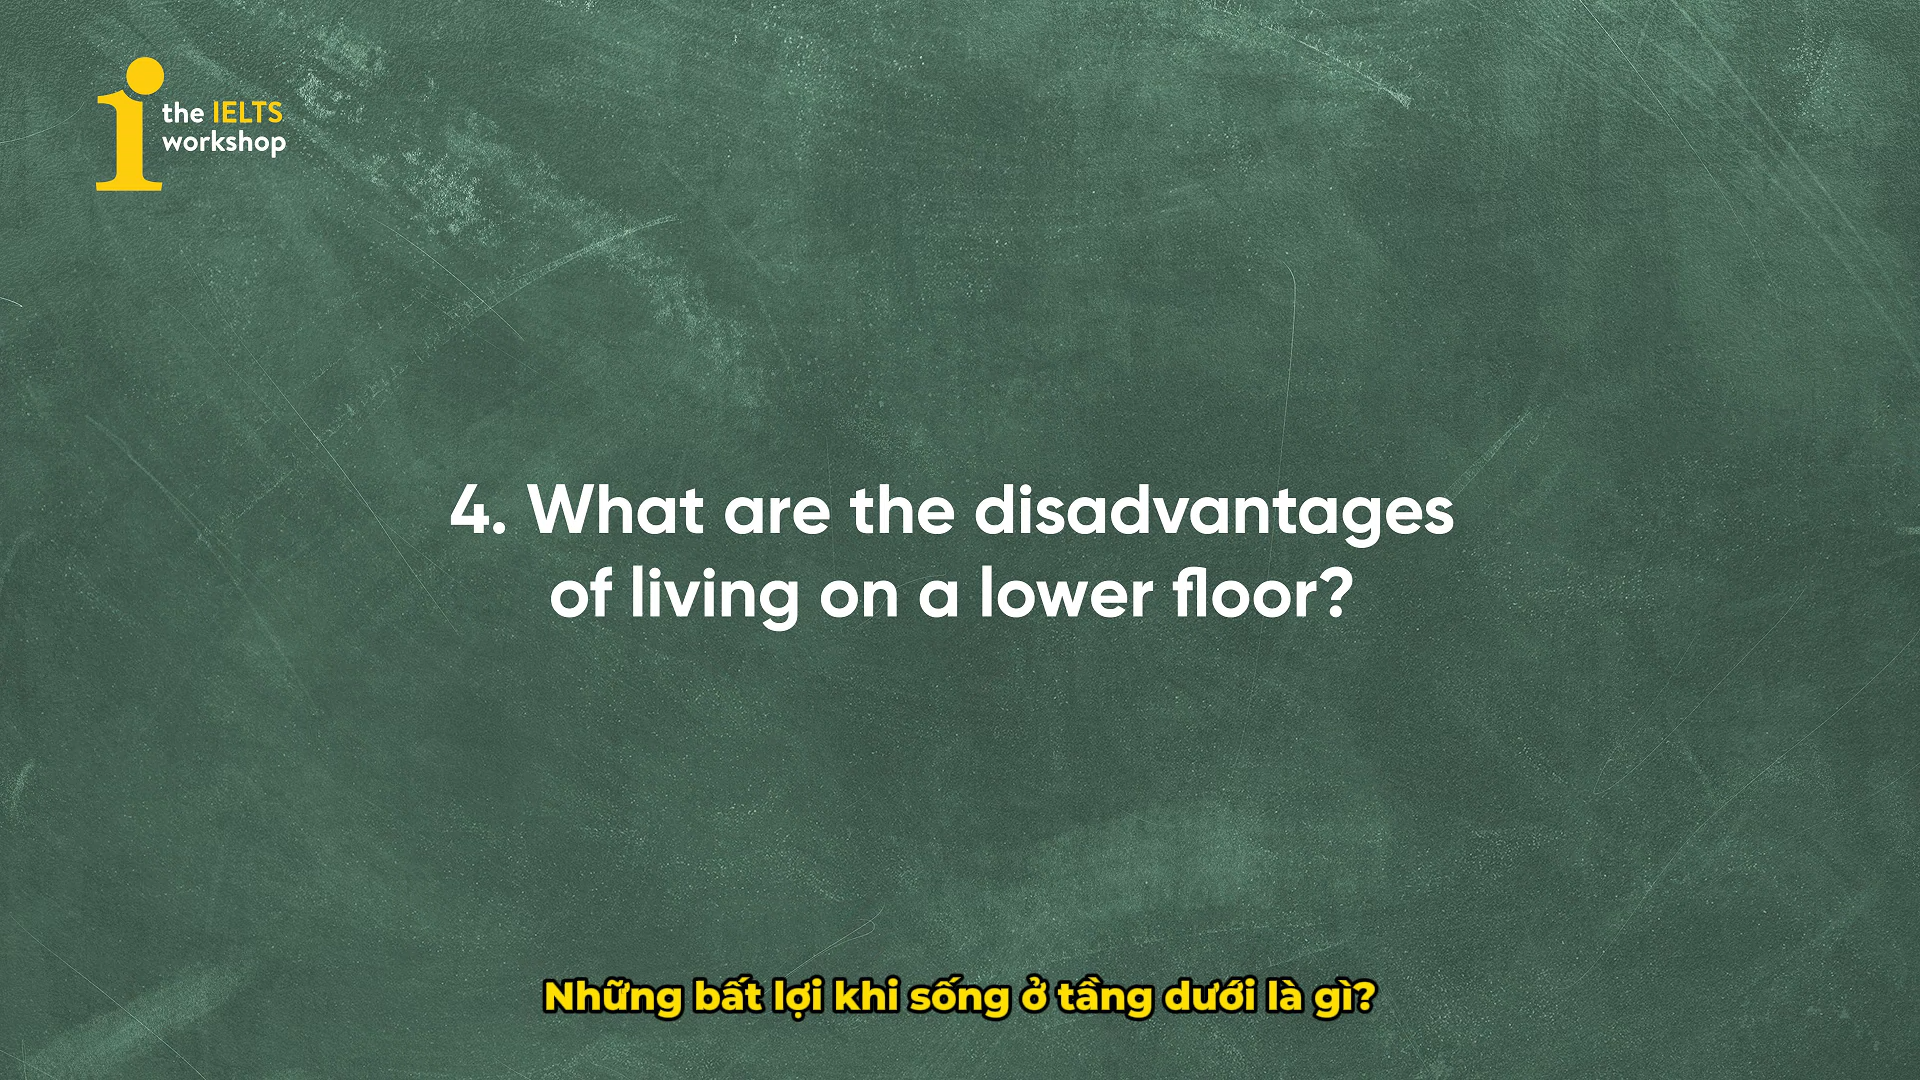 the IELTS
workshop
4. What are the disadvantages
of living on a lower floor?
Những bất lợi khi sống ở tầng dưới là gì?